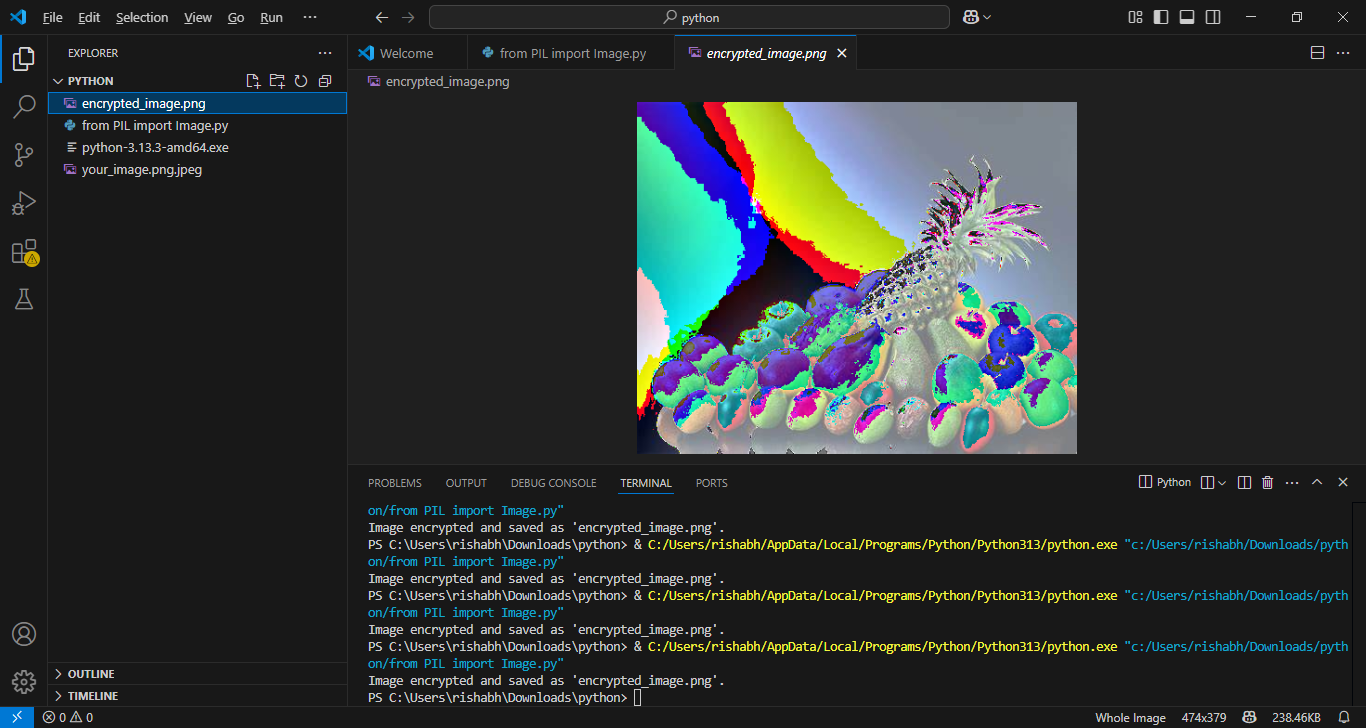 File Edit Selection View Go Run ···
python
EXPLORER ···
PYTHON
encrypted_image.png
from PIL import Image.py
python-3.13.3-amd64.exe
your_image.png.jpeg
OUTLINE
TIMELINE
Welcome from PIL import Image.py encrypted_image.png
encrypted_image.png
PROBLEMS OUTPUT DEBUG CONSOLE TERMINAL PORTS Python
on/from PIL import Image.py"
Image encrypted and saved as 'encrypted_image.png'.
PS C:\Users\rishabh\Downloads\python> & C:/Users/rishabh/AppData/Local/Programs/Python/Python313/python.exe "c:/Users/rishabh/Downloads/pyth
on/from PIL import Image.py"
Image encrypted and saved as 'encrypted_image.png'.
PS C:\Users\rishabh\Downloads\python> & C:/Users/rishabh/AppData/Local/Programs/Python/Python313/python.exe "c:/Users/rishabh/Downloads/pyth
on/from PIL import Image.py"
Image encrypted and saved as 'encrypted_image.png'.
PS C:\Users\rishabh\Downloads\python> & C:/Users/rishabh/AppData/Local/Programs/Python/Python313/python.exe "c:/Users/rishabh/Downloads/pyth
on/from PIL import Image.py"
Image encrypted and saved as 'encrypted_image.png'.
PS C:\Users\rishabh\Downloads\python>
0 0 Whole Image 474x379 238.46KB